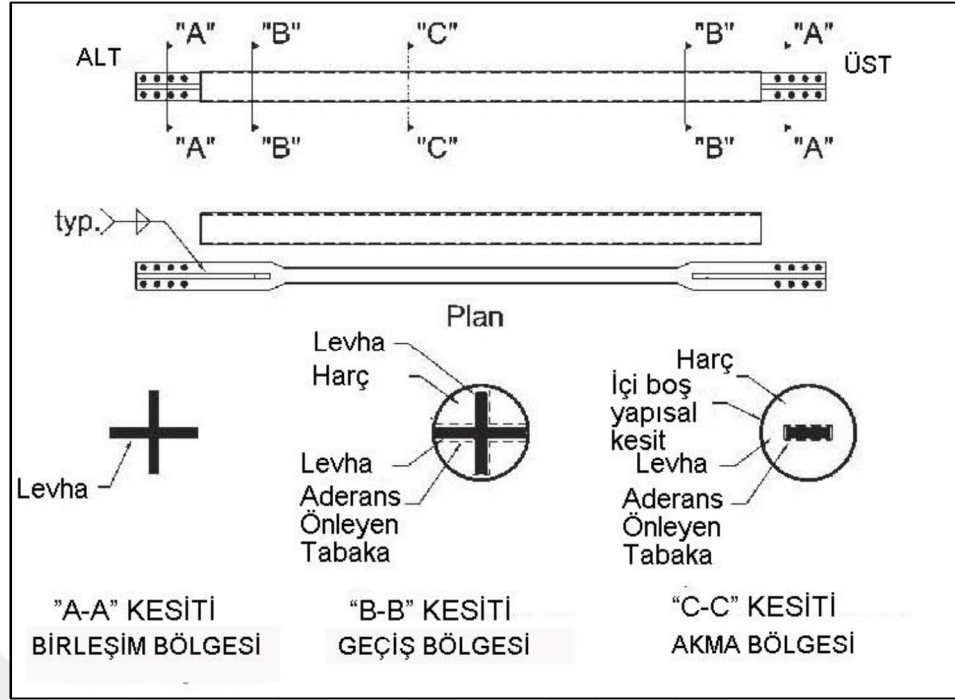 "A" "B" "C" "B" "A"
ALT ÜST
"A" "B" "C" "B" "A"
typ.
Plan
Levha
Harç
Levha
Aderans
Önleyen
Tabaka
Levha
Harç
İçi boş
yapısal
kesit
Levha
Aderans
Önleyen
Tabaka
"A-A" KESİTİ
BİRLEŞİM BÖLGESİ
“B-B” KESİTİ
GEÇİŞ BÖLGESİ
“C-C” KESİTİ
AKMA BÖLGESİ